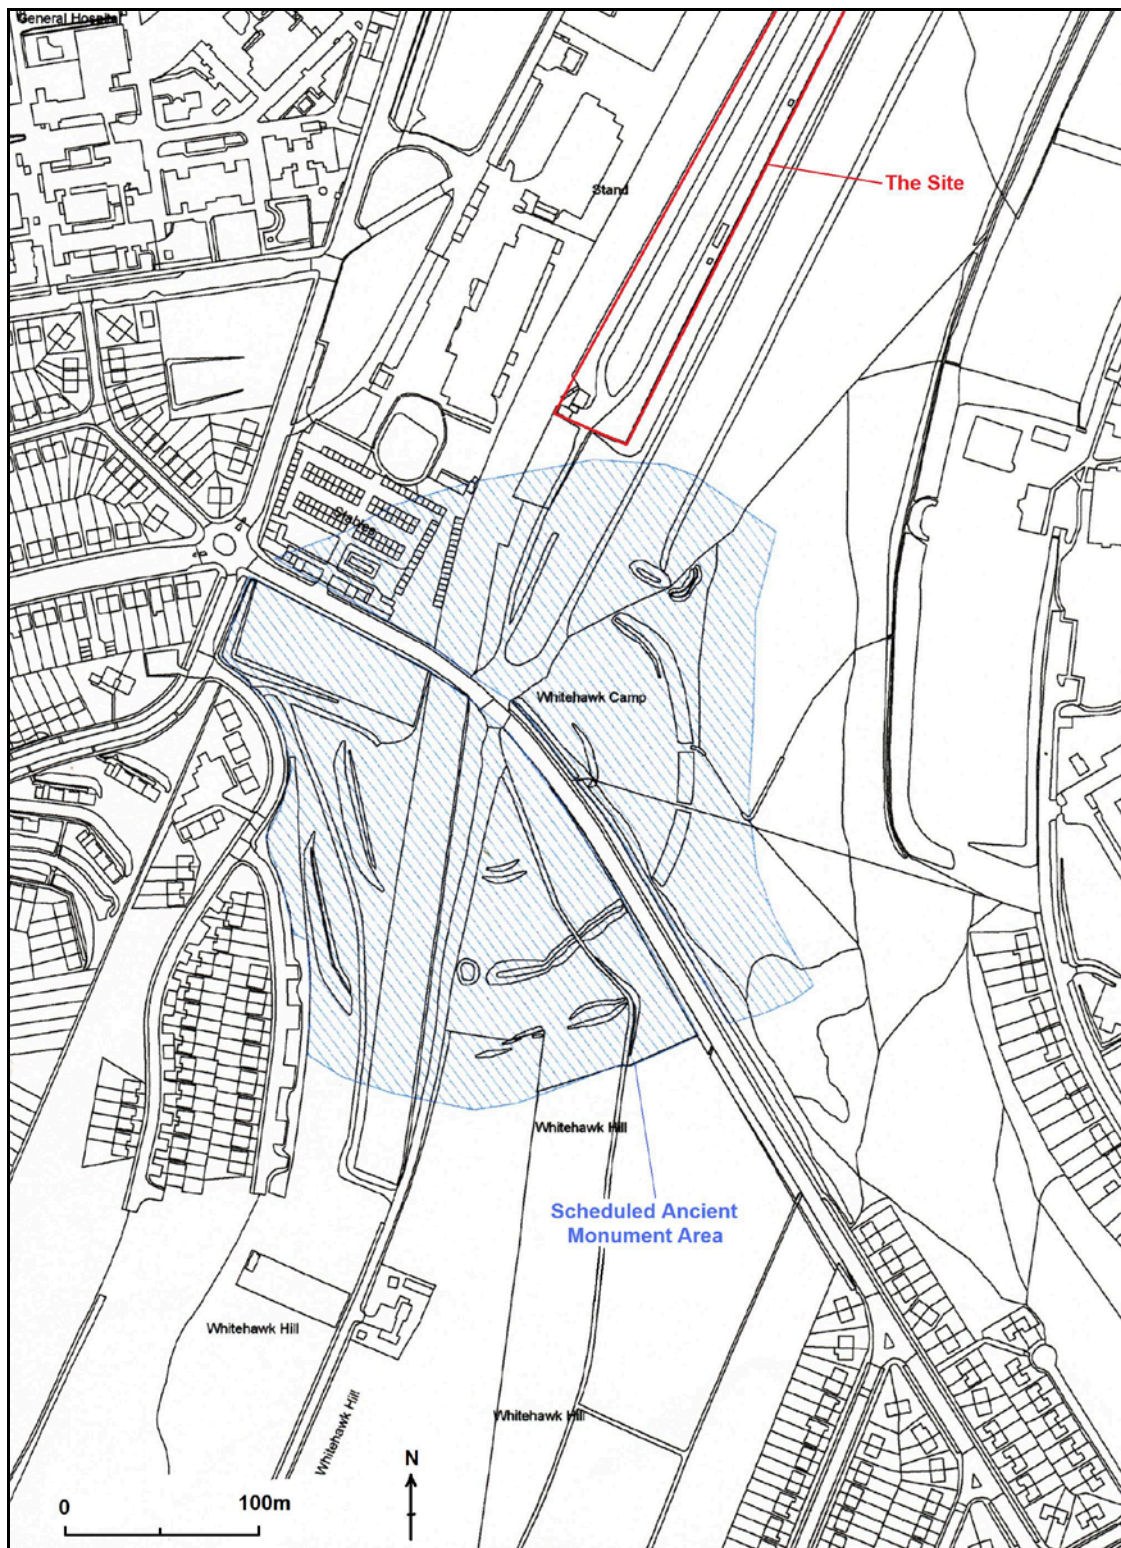 General Hospital
Stand
The Site
Stables
Whitehawk Camp
Whitehawk Hill
Scheduled Ancient
Monument Area
Whitehawk Hill
Whitehawk Hill
Whitehawk Hill
N
0
100m